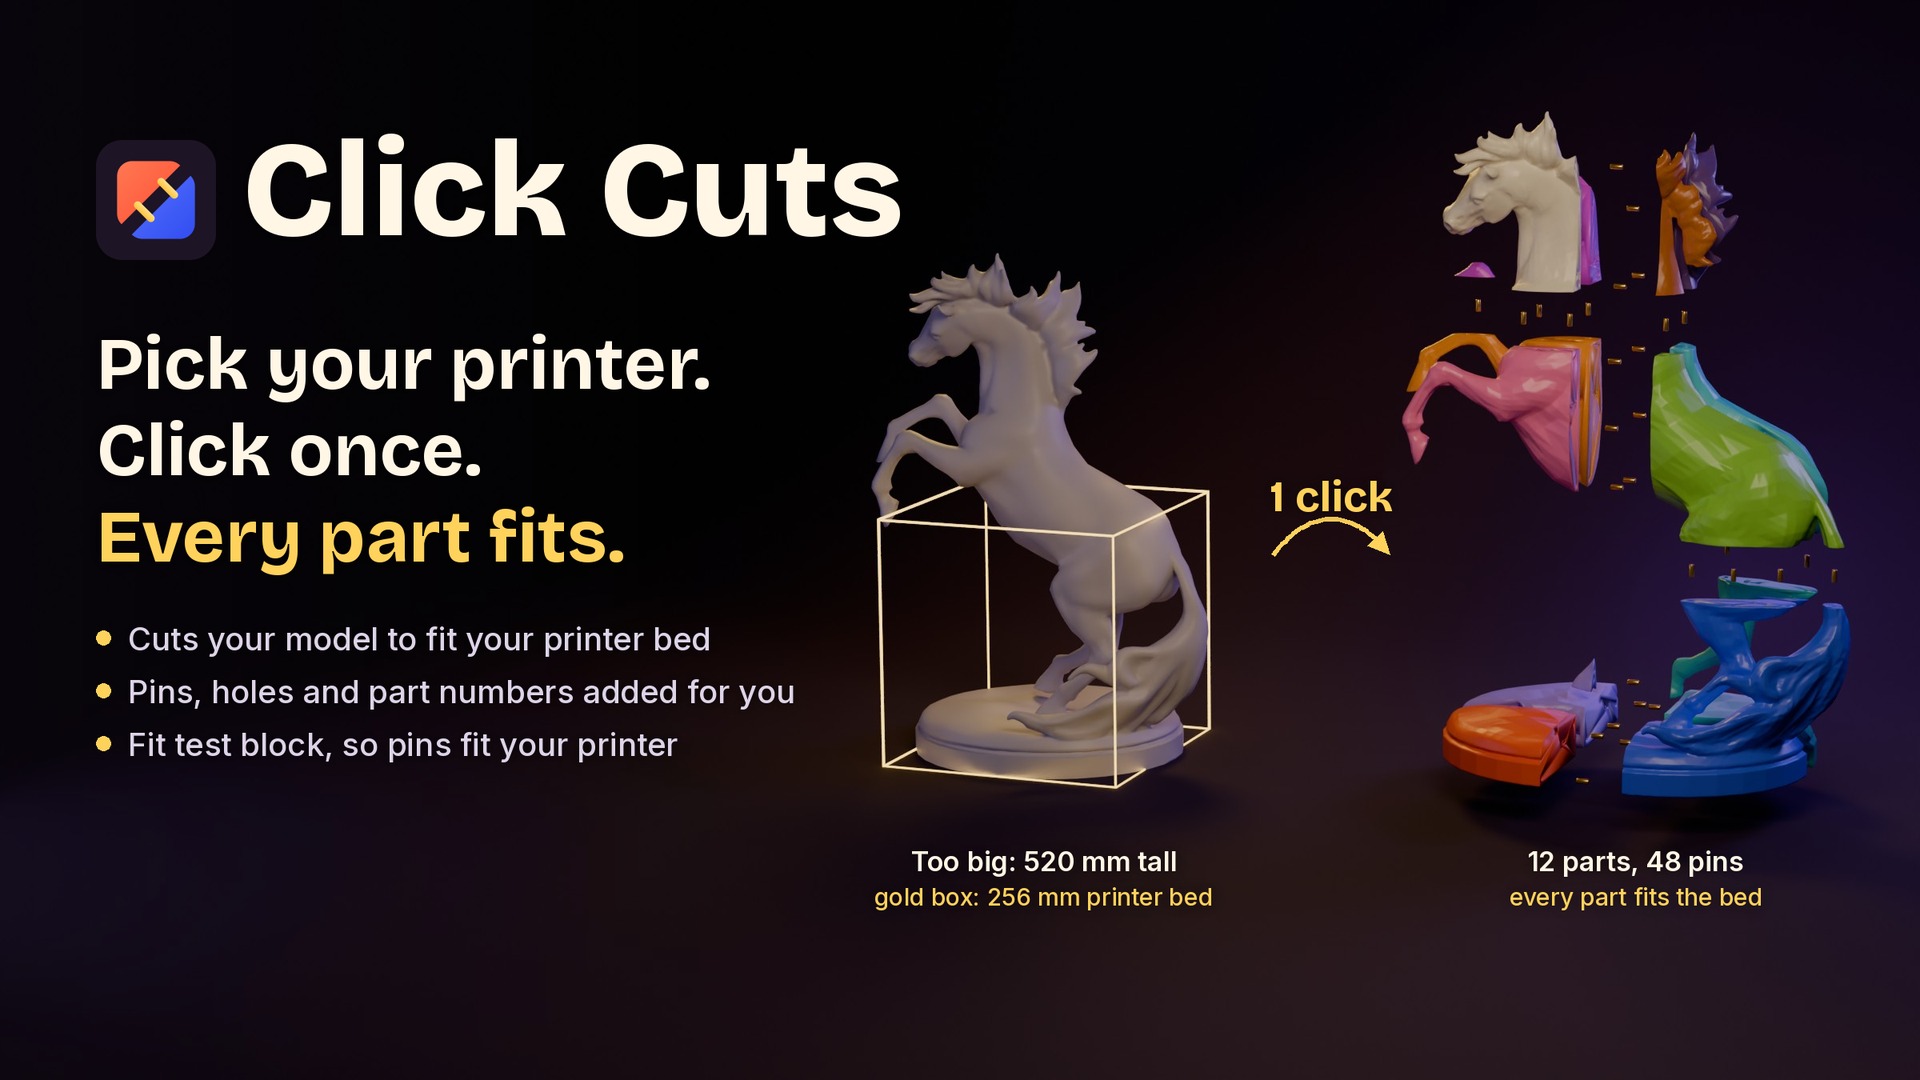 Click Cuts
Pick your printer.
Click once.
Every part fits.
Cuts your model to fit your printer bed
Pins, holes and part numbers added for you
Fit test block, so pins fit your printer
1 click
Too big: 520 mm tall
gold box: 256 mm printer bed
12 parts, 48 pins
every part fits the bed